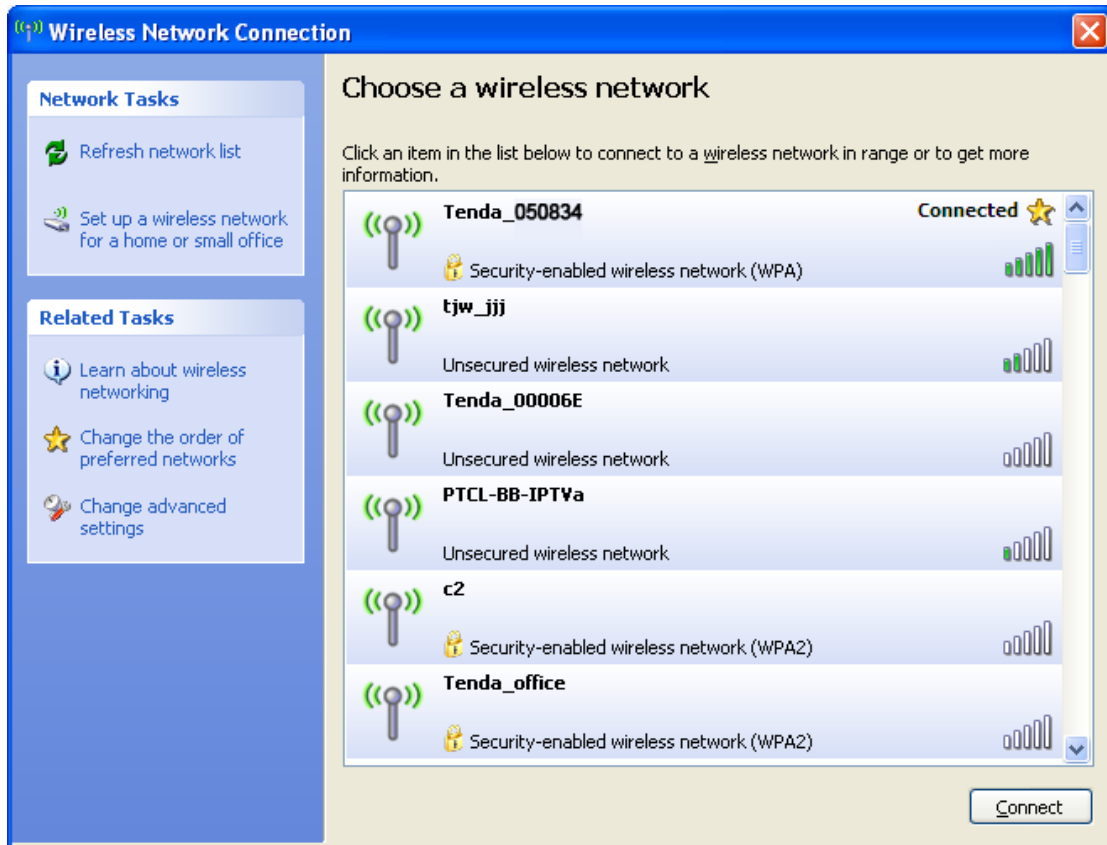 Wireless Network Connection
Network Tasks
Refresh network list
Set up a wireless network
for a home or small office
Related Tasks
Learn about wireless
networking
Change the order of
preferred networks
Change advanced
settings
Choose a wireless network
Click an item in the list below to connect to a wireless network in range or to get more
information.
Tenda_050834
Connected
Security-enabled wireless network (WPA)
tjw_jjj
Unsecured wireless network
Tenda_00006E
Unsecured wireless network
PTCL-BB-IPTVa
Unsecured wireless network
c2
Security-enabled wireless network (WPA2)
Tenda_office
Security-enabled wireless network (WPA2)
Connect